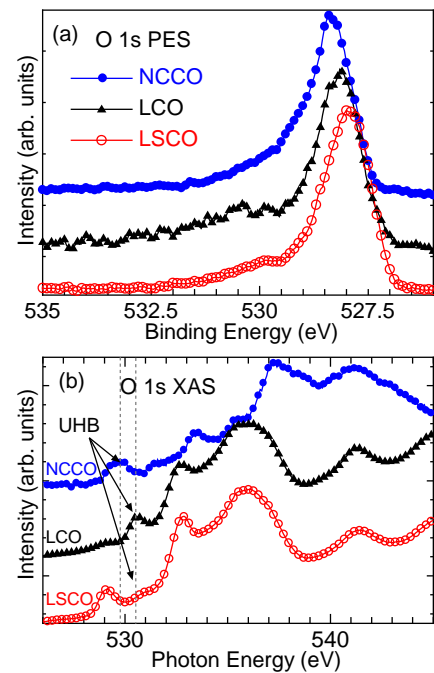 (a) O 1s PES
NCCO
LCO
LSCO
Intensity (arb. units)
535 532.5 530 527.5
Binding Energy (eV)
(b) O 1s XAS
UHB
NCCO
LCO
LSCO
Intensity (arb. units)
530 540
Photon Energy (eV)